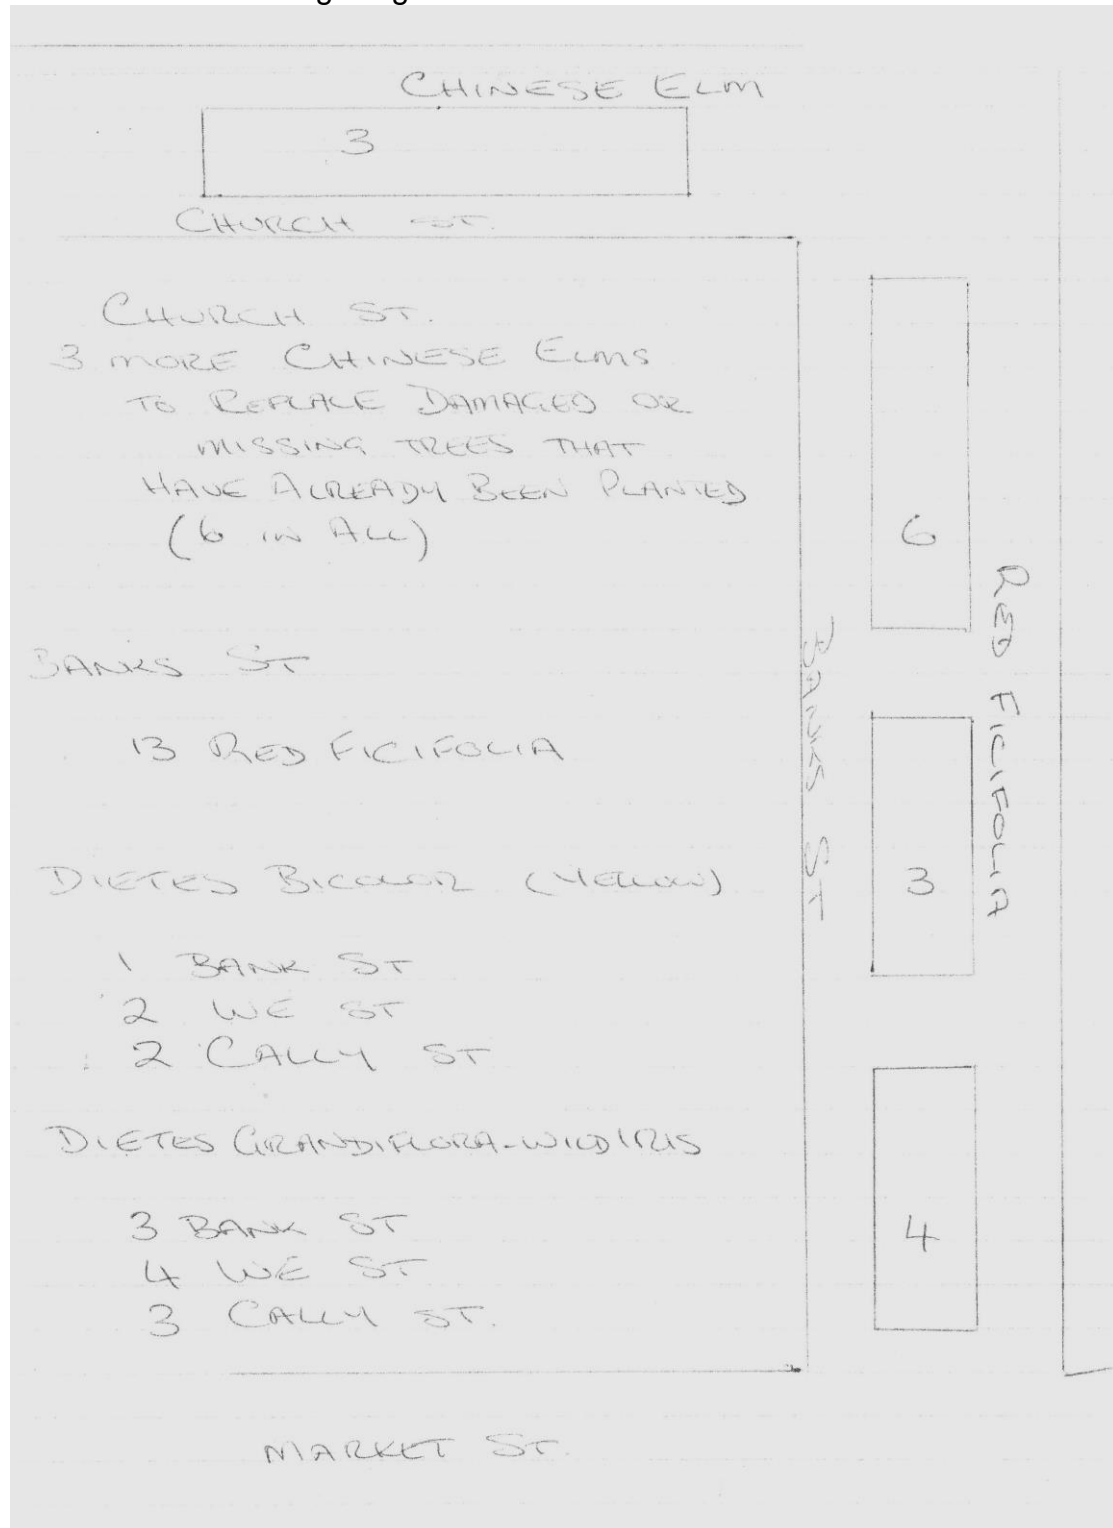 CHINESE ELM
3
CHURCH ST.
CHURCH ST.
3 MORE CHINESE ELMS
TO REPLACE DAMAGED OR
MISSING TREES THAT
HAVE ALREADY BEEN PLANTED
(6 IN ALL)
6
RED FICIFOLIA
BANKS ST
BANKS ST
13 RED FICIFOLIA
3
DIETES BICOLOR (YELLOW)
1 BANK ST
2 WE ST
2 CALLY ST
DIETES GRANDIFLORA-WILD IRIS
3 BANK ST
4 WE ST
3 CALLY ST.
4
MARKET ST.